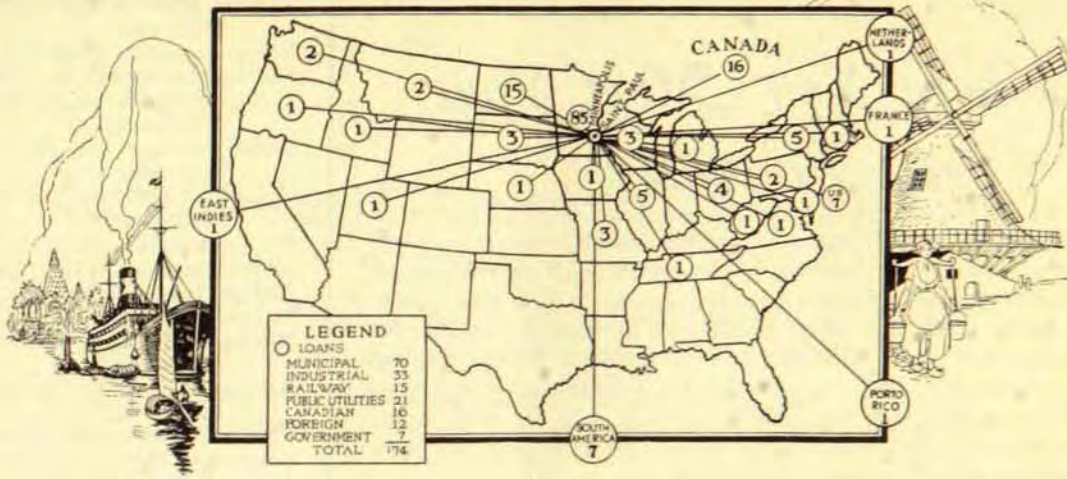 NETHER-
LANDS
1
CANADA
16
MINNEAPOLIS
SAINT PAUL
2
2
15
85
FRANCE
1
1
1
3
3
1
5
1
EAST
INDIES
1
1
1
1
5
4
2
1
U.S.
7
1
1
3
1
LEGEND
LOANS
MUNICIPAL 70
INDUSTRIAL 33
RAILWAY 15
PUBLIC UTILITIES 21
CANADIAN 16
FOREIGN 12
GOVERNMENT 7
TOTAL 174
PORTO
RICO
1
SOUTH
AMERICA
7